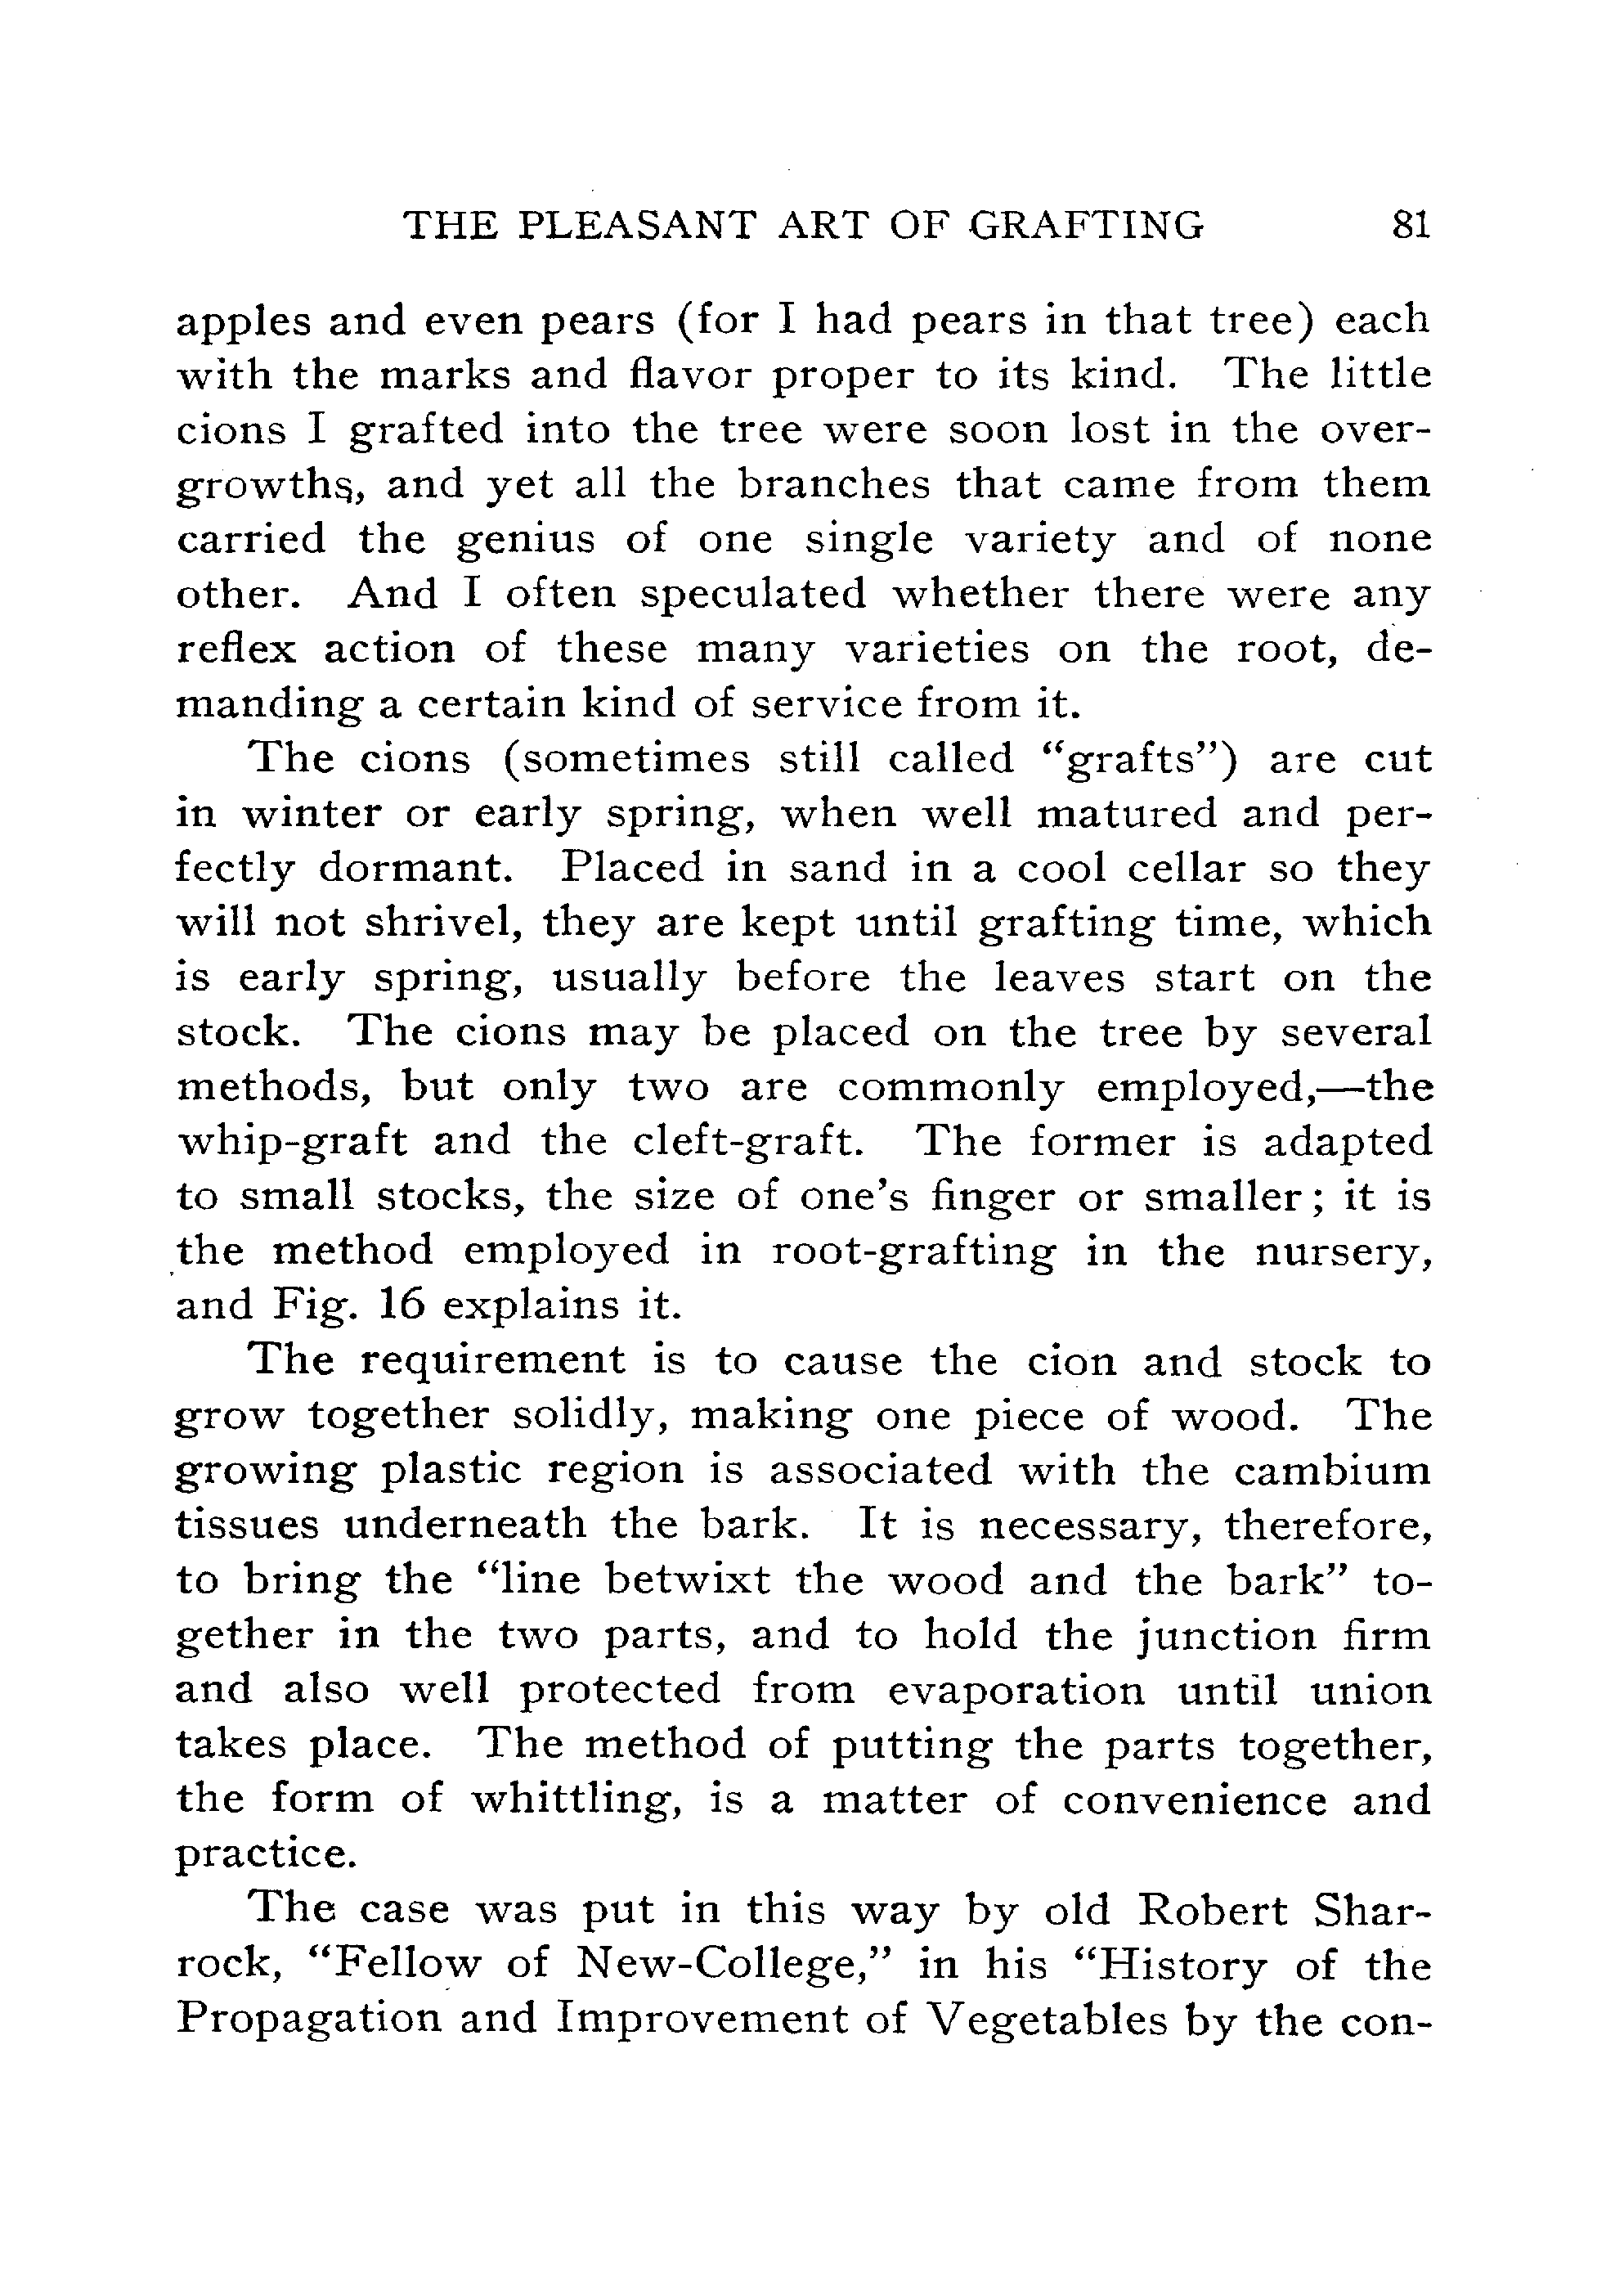 THE PLEASANT ART OF GRAFTING 81
apples and even pears (for I had pears in that tree) each
with the marks and flavor proper to its kind. The little
cions I grafted into the tree were soon lost in the over-
growths, and yet all the branches that came from them
carried the genius of one single variety and of none
other. And I often speculated whether there were any
reflex action of these many varieties on the root, de-
manding a certain kind of service from it.
The cions (sometimes still called “grafts”) are cut
in winter or early spring, when well matured and per-
fectly dormant. Placed in sand in a cool cellar so they
will not shrivel, they are kept until grafting time, which
is early spring, usually before the leaves start on the
stock. The cions may be placed on the tree by several
methods, but only two are commonly employed,—the
whip-graft and the cleft-graft. The former is adapted
to small stocks, the size of one’s finger or smaller; it is
the method employed in root-grafting in the nursery,
and Fig. 16 explains it.
The requirement is to cause the cion and stock to
grow together solidly, making one piece of wood. The
growing plastic region is associated with the cambium
tissues underneath the bark. It is necessary, therefore,
to bring the “line betwixt the wood and the bark” to-
gether in the two parts, and to hold the junction firm
and also well protected from evaporation until union
takes place. The method of putting the parts together,
the form of whittling, is a matter of convenience and
practice.
The case was put in this way by old Robert Shar-
rock, “Fellow of New-College,” in his “History of the
Propagation and Improvement of Vegetables by the con-